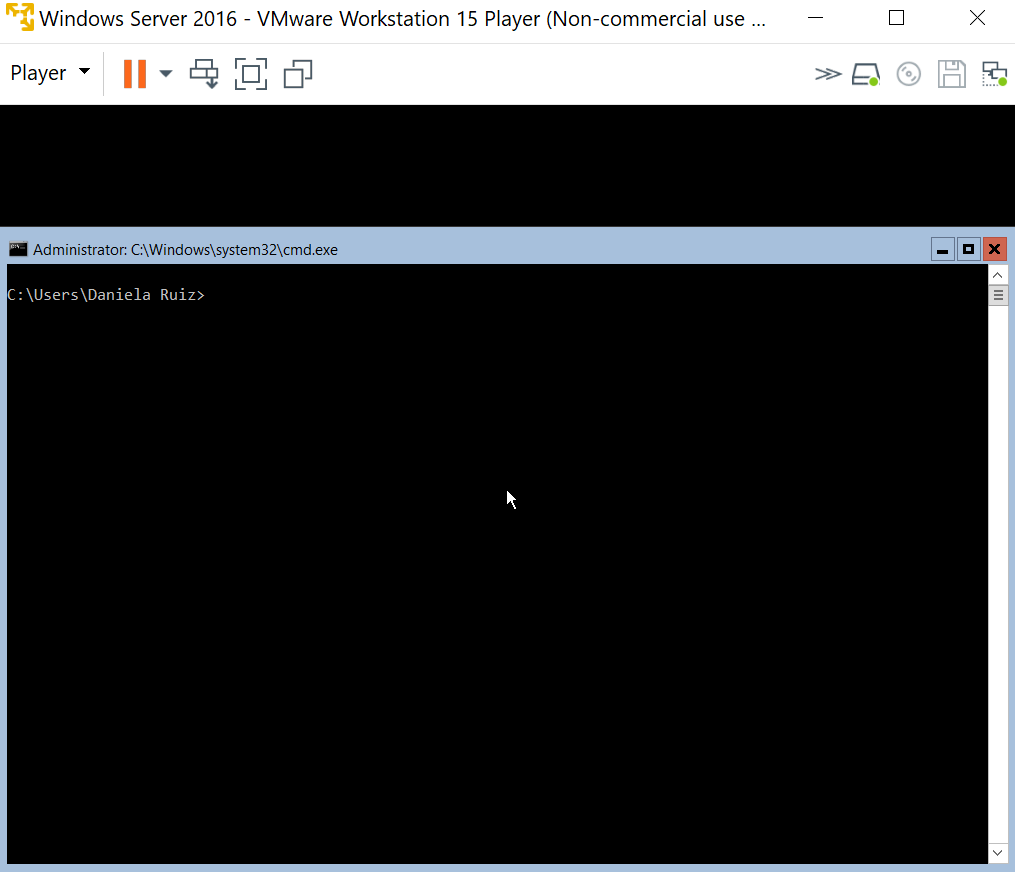 Windows Server 2016 - VMware Workstation 15 Player (Non-commercial use ...
Player
Administrator: C:\Windows\system32\cmd.exe
C:\Users\Daniela Ruiz>